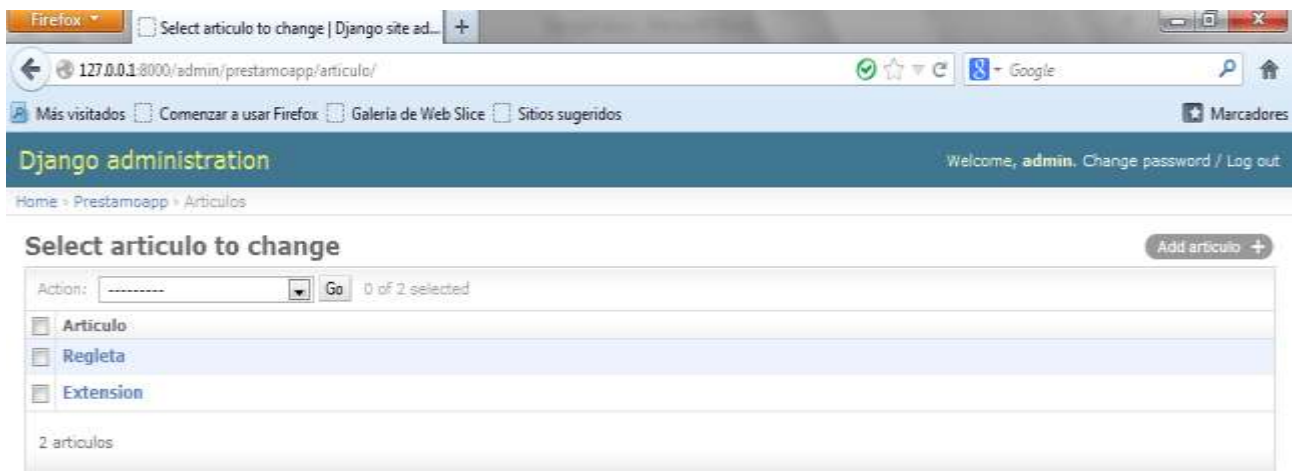 Firefox
Select articulo to change | Django site ad...
127.0.0.1:8000/admin/prestamoapp/articulo/
Google
Más visitados Comenzar a usar Firefox Galería de Web Slice Sitios sugeridos Marcadores
Django administration Welcome, admin. Change password / Log out
Home › Prestamoapp › Articulos
Select articulo to change
Add articulo +
Action: --------- Go 0 of 2 selected
Articulo
Regleta
Extension
2 articulos